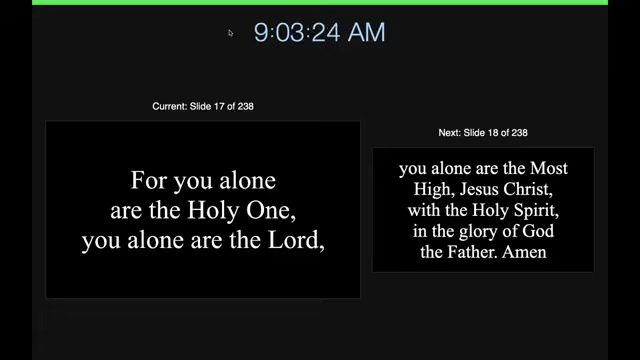 9:03:24 AM
Current: Slide 17 of 238
For you alone
are the Holy One,
you alone are the Lord,
Next: Slide 18 of 238
you alone are the Most
High, Jesus Christ,
with the Holy Spirit,
in the glory of God
the Father. Amen